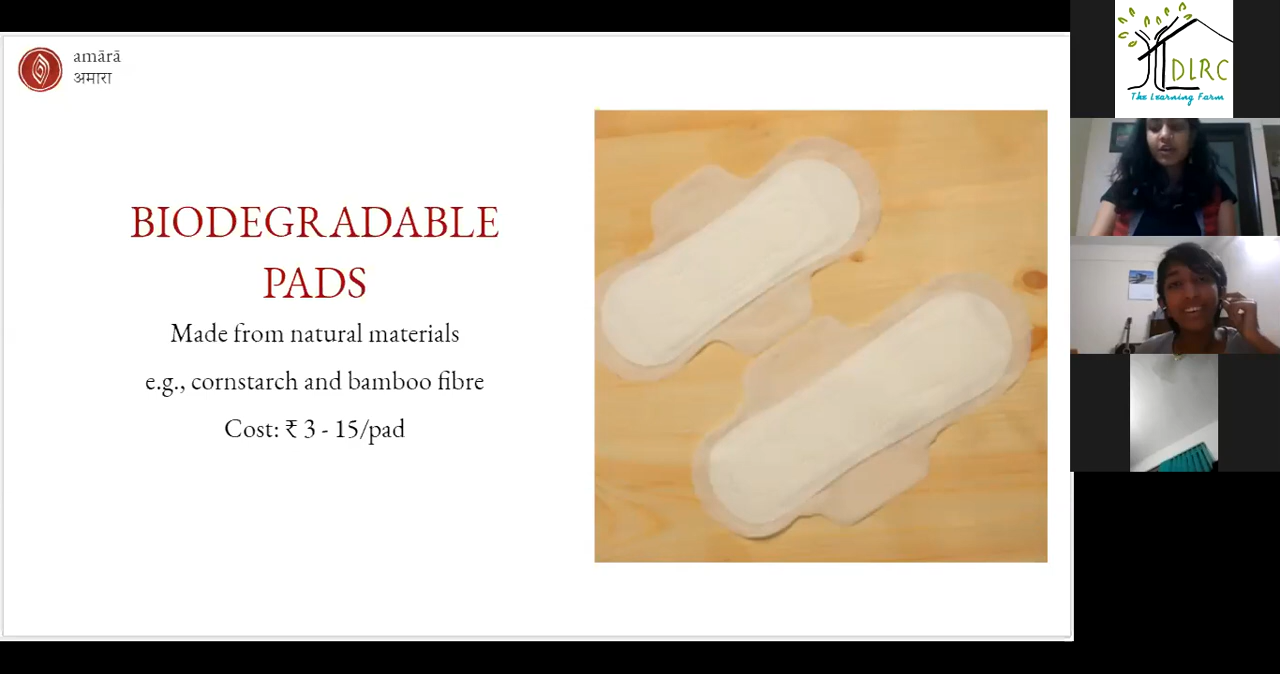 amārā
अमारा
BIODEGRADABLE
PADS
Made from natural materials
e.g., cornstarch and bamboo fibre
Cost: ₹ 3 - 15/pad
DLRC
The Learning Farm